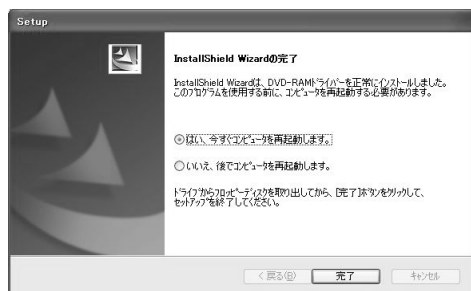 Setup
InstallShield Wizardの完了
InstallShield Wizardは、DVD-RAMドライバーを正常にインストールしました。
このプログラムを使用する前に、コンピュータを再起動する必要があります。
はい、今すぐコンピュータを再起動します。
いいえ、後でコンピュータを再起動します。
ドライブからフロッピーディスクを取り出してから、[完了]ボタンをクリックして、
セットアップを終了してください。
< 戻る(B)
完了
キャンセル